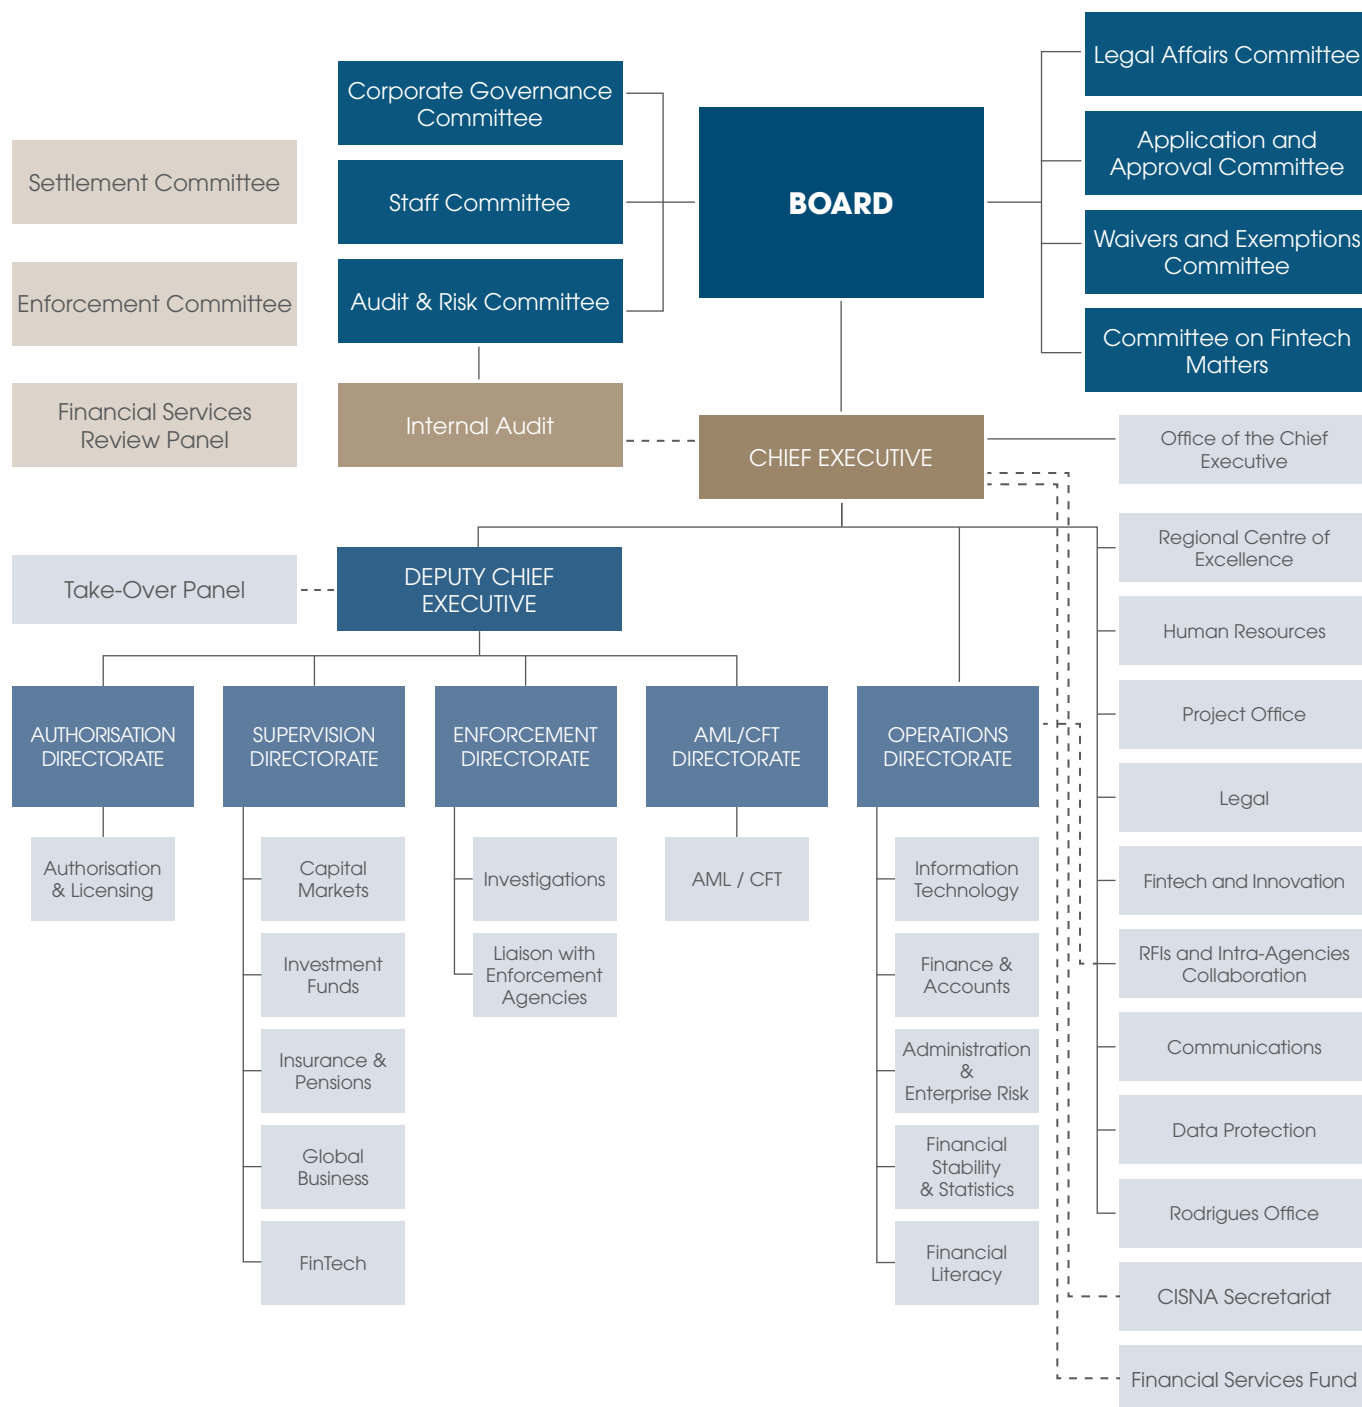 Legal Affairs Committee
Corporate Governance
Committee
Application and
Approval Committee
Settlement Committee
Staff Committee
BOARD
Waivers and Exemptions
Committee
Enforcement Committee
Audit & Risk Committee
Committee on Fintech
Matters
Financial Services
Review Panel
Internal Audit
CHIEF EXECUTIVE
Office of the Chief
Executive
Regional Centre of
Excellence
Take-Over Panel
DEPUTY CHIEF
EXECUTIVE
Human Resources
Project Office
Legal
Fintech and Innovation
RFIs and Intra-Agencies
Collaboration
Communications
Data Protection
Rodrigues Office
CISNA Secretariat
Financial Services Fund
AUTHORISATION
DIRECTORATE
Authorisation
& Licensing
SUPERVISION
DIRECTORATE
Capital
Markets
Investment
Funds
Insurance &
Pensions
Global
Business
FinTech
ENFORCEMENT
DIRECTORATE
Investigations
Liaison with
Enforcement
Agencies
AML/CFT
DIRECTORATE
AML / CFT
OPERATIONS
DIRECTORATE
Information
Technology
Finance &
Accounts
Administration
&
Enterprise Risk
Financial
Stability
& Statistics
Financial
Literacy